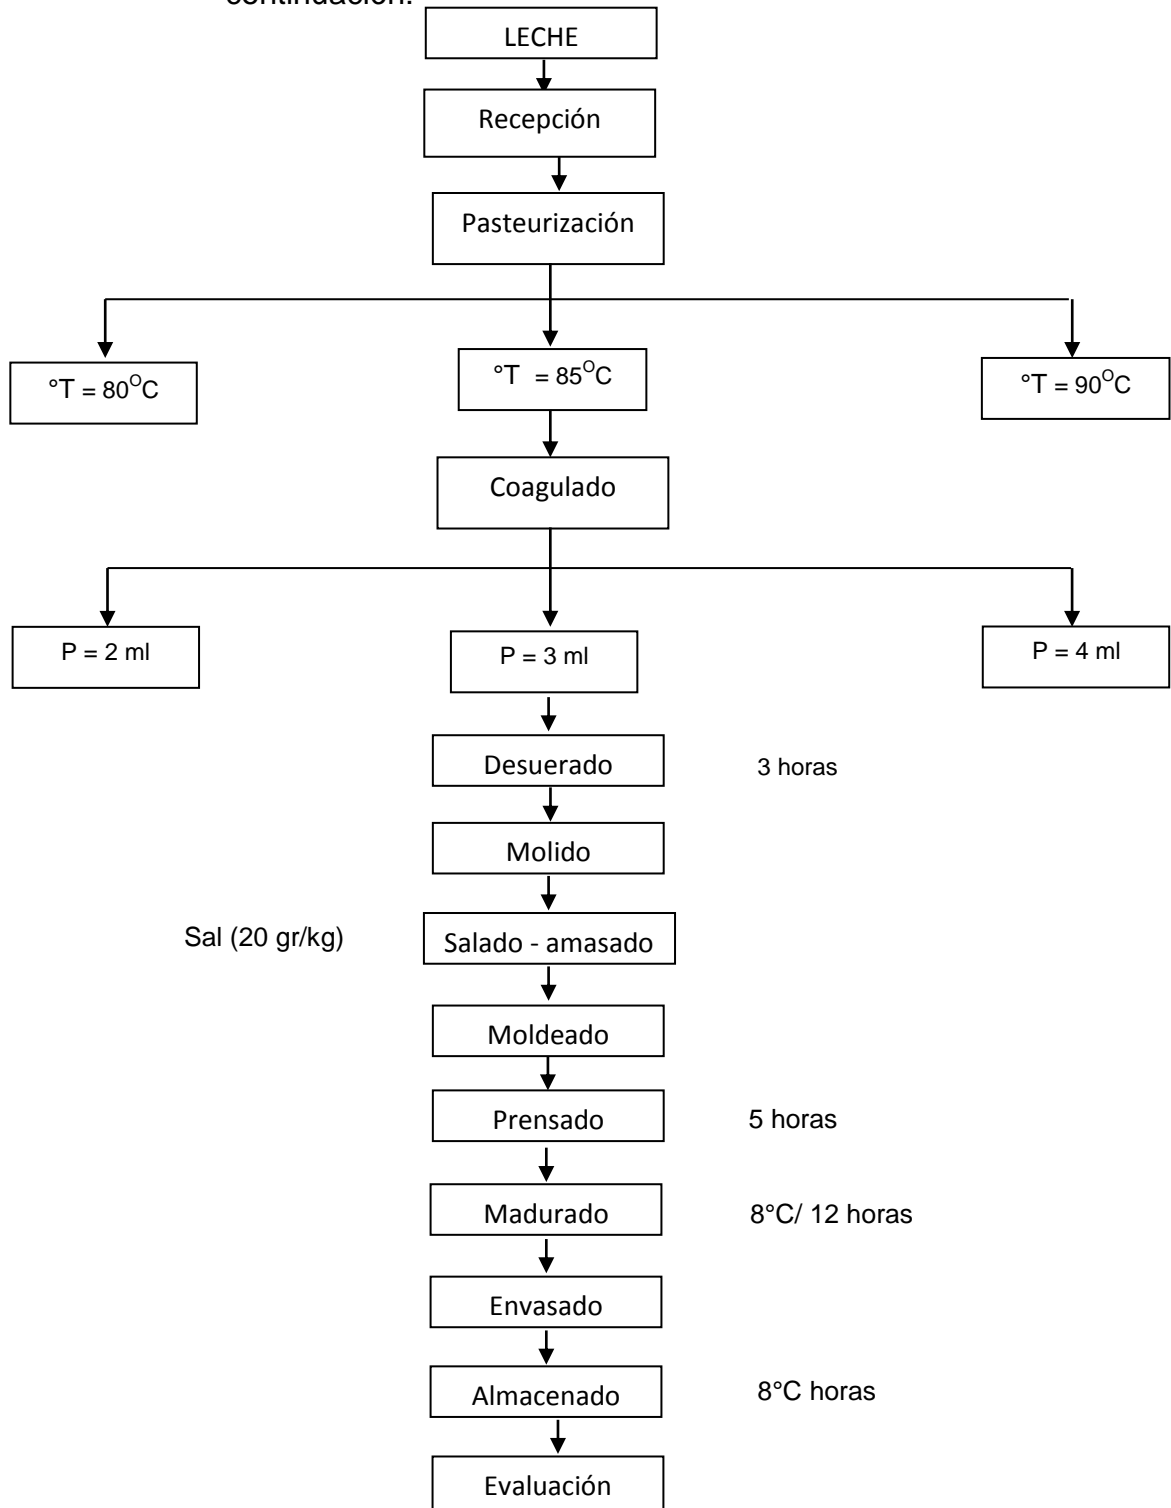 continuación:
LECHE
Recepción
Pasteurización
°T = 80°C
°T = 85°C
°T = 90°C
Coagulado
P = 2 ml
P = 3 ml
P = 4 ml
Desuerado
3 horas
Molido
Sal (20 gr/kg)
Salado - amasado
Moldeado
Prensado
5 horas
Madurado
8°C/ 12 horas
Envasado
Almacenado
8°C horas
Evaluación